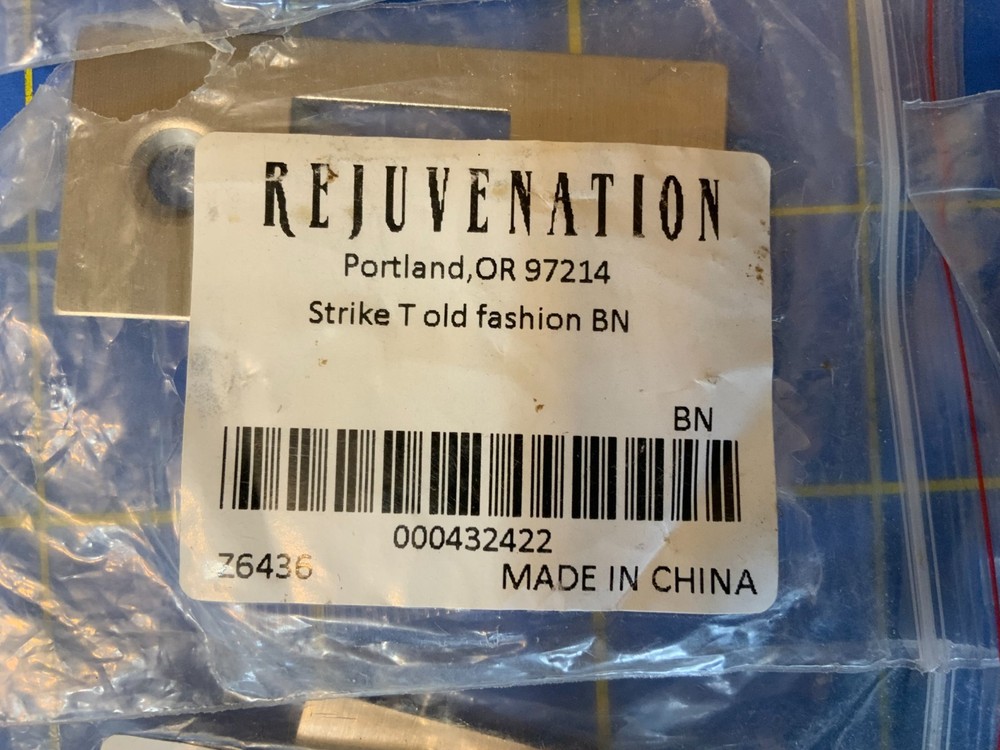 REJUVENATION
Portland,OR 97214
Strike T old fashion BN
BN
000432422
Z6436
MADE IN CHINA